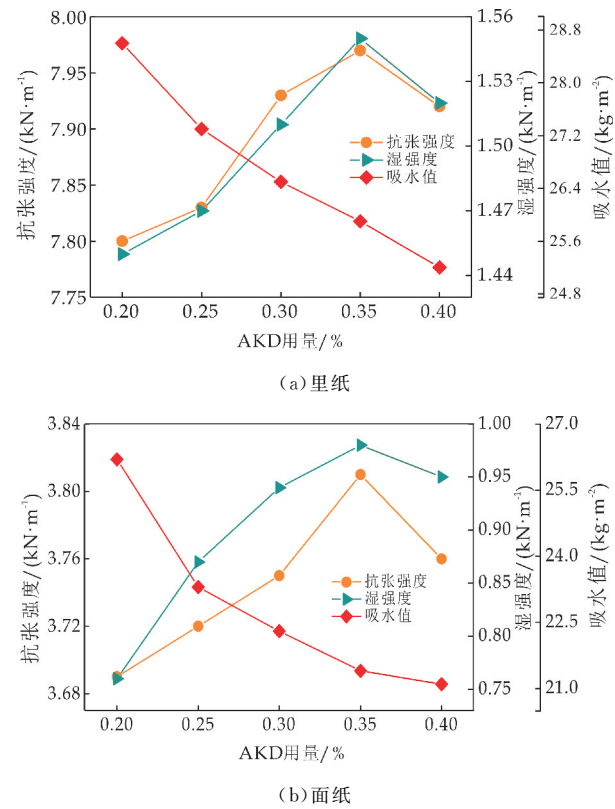 8.00
7.95
7.90
7.85
7.80
7.75
抗张强度/(kN·m⁻¹)
1.56
1.53
1.50
1.47
1.44
湿强度/(kN·m⁻¹)
28.8
28.0
27.2
26.4
25.6
24.8
吸水值/(kg·m⁻²)
抗张强度
湿强度
吸水值
0.20 0.25 0.30 0.35 0.40
AKD用量/%
(a)里纸
3.84
3.80
3.76
3.72
3.68
抗张强度/(kN·m⁻¹)
1.00
0.95
0.90
0.85
0.80
0.75
湿强度/(kN·m⁻¹)
27.0
25.5
24.0
22.5
21.0
吸水值/(kg·m⁻²)
抗张强度
湿强度
吸水值
0.20 0.25 0.30 0.35 0.40
AKD用量/%
(b)面纸